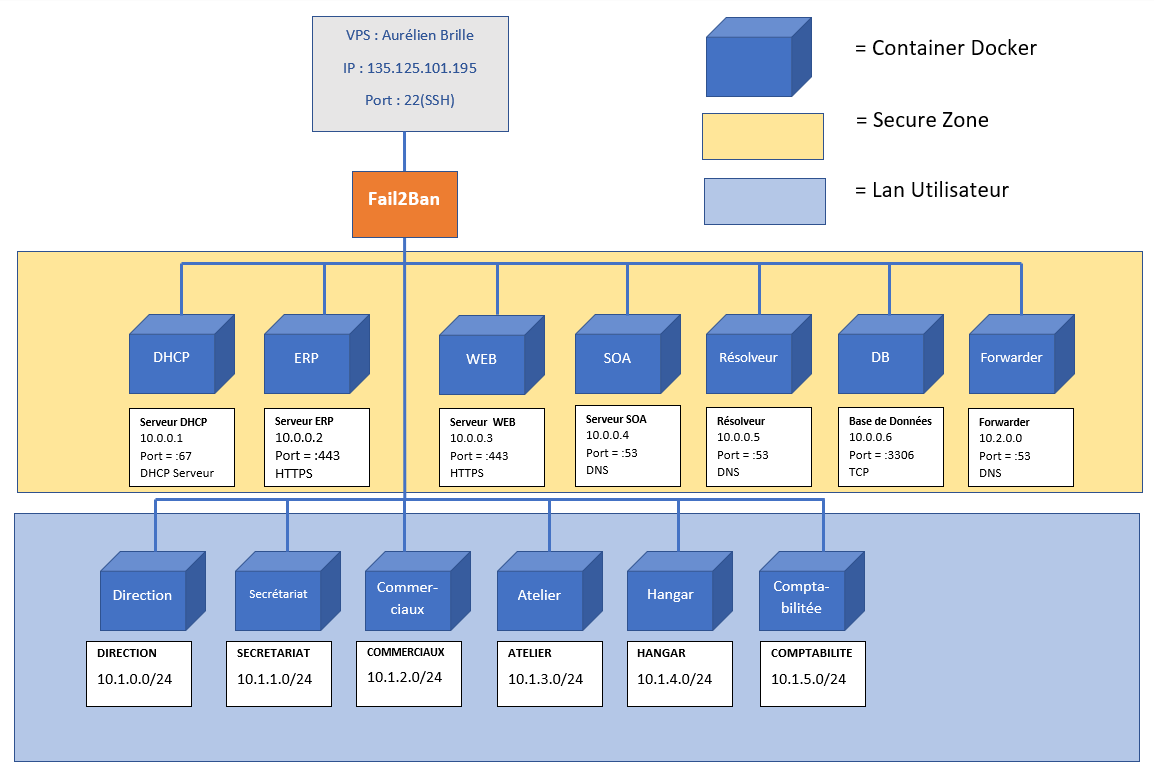 VPS : Aurélien Brille
IP : 135.125.101.195
Port : 22(SSH)
= Container Docker
= Secure Zone
= Lan Utilisateur
Fail2Ban
DHCP
ERP
WEB
SOA
Résolveur
DB
Forwarder
Serveur DHCP
10.0.0.1
Port = :67
DHCP Serveur
Serveur ERP
10.0.0.2
Port = :443
HTTPS
Serveur WEB
10.0.0.3
Port = :443
HTTPS
Serveur SOA
10.0.0.4
Port = :53
DNS
Résolveur
10.0.0.5
Port = :53
DNS
Base de Données
10.0.0.6
Port = :3306
TCP
Forwarder
10.2.0.0
Port = :53
DNS
Direction
Secrétariat
Commer-
ciaux
Atelier
Hangar
Compta-
bilitée
DIRECTION
10.1.0.0/24
SECRETARIAT
10.1.1.0/24
COMMERCIAUX
10.1.2.0/24
ATELIER
10.1.3.0/24
HANGAR
10.1.4.0/24
COMPTABILITE
10.1.5.0/24